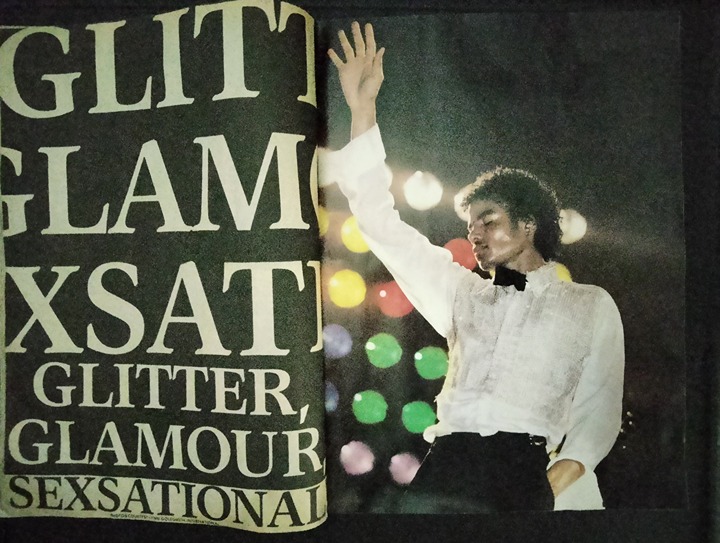 GLITT
GLAMO
XSATI
GLITTER,
GLAMOUR,
SEXSATIONAL